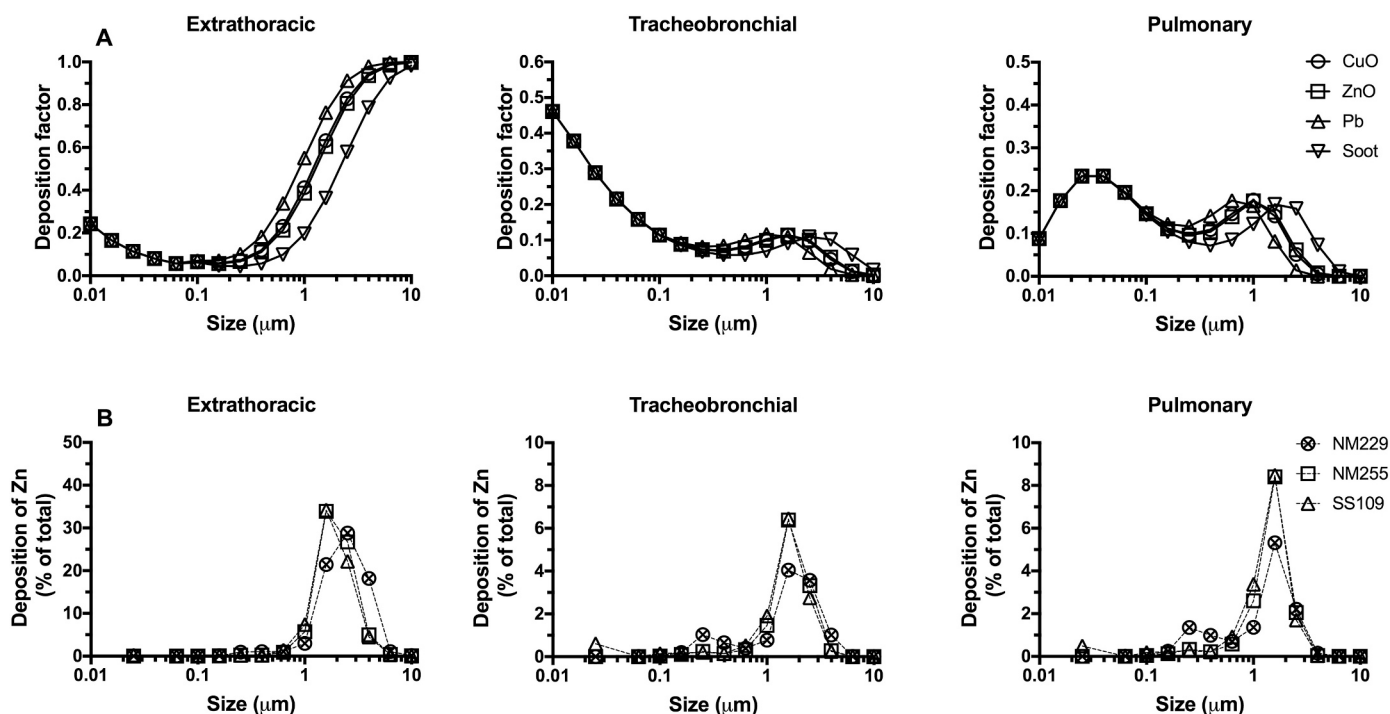 A
Extrathoracic
Deposition factor
1.0
0.8
0.6
0.4
0.2
0.0
0.01 0.1 1 10
Size (μm)
Tracheobronchial
Deposition factor
0.6
0.5
0.4
0.3
0.2
0.1
0.0
0.01 0.1 1 10
Size (μm)
Pulmonary
Deposition factor
0.5
0.4
0.3
0.2
0.1
0.0
0.01 0.1 1 10
Size (μm)
CuO
ZnO
Pb
Soot
B
Extrathoracic
Deposition of Zn
(% of total)
50
40
30
20
10
0
0.01 0.1 1 10
Size (μm)
Tracheobronchial
Deposition of Zn
(% of total)
10
8
6
4
2
0
0.01 0.1 1 10
Size (μm)
Pulmonary
Deposition of Zn
(% of total)
10
8
6
4
2
0
0.01 0.1 1 10
Size (μm)
NM229
NM255
SS109